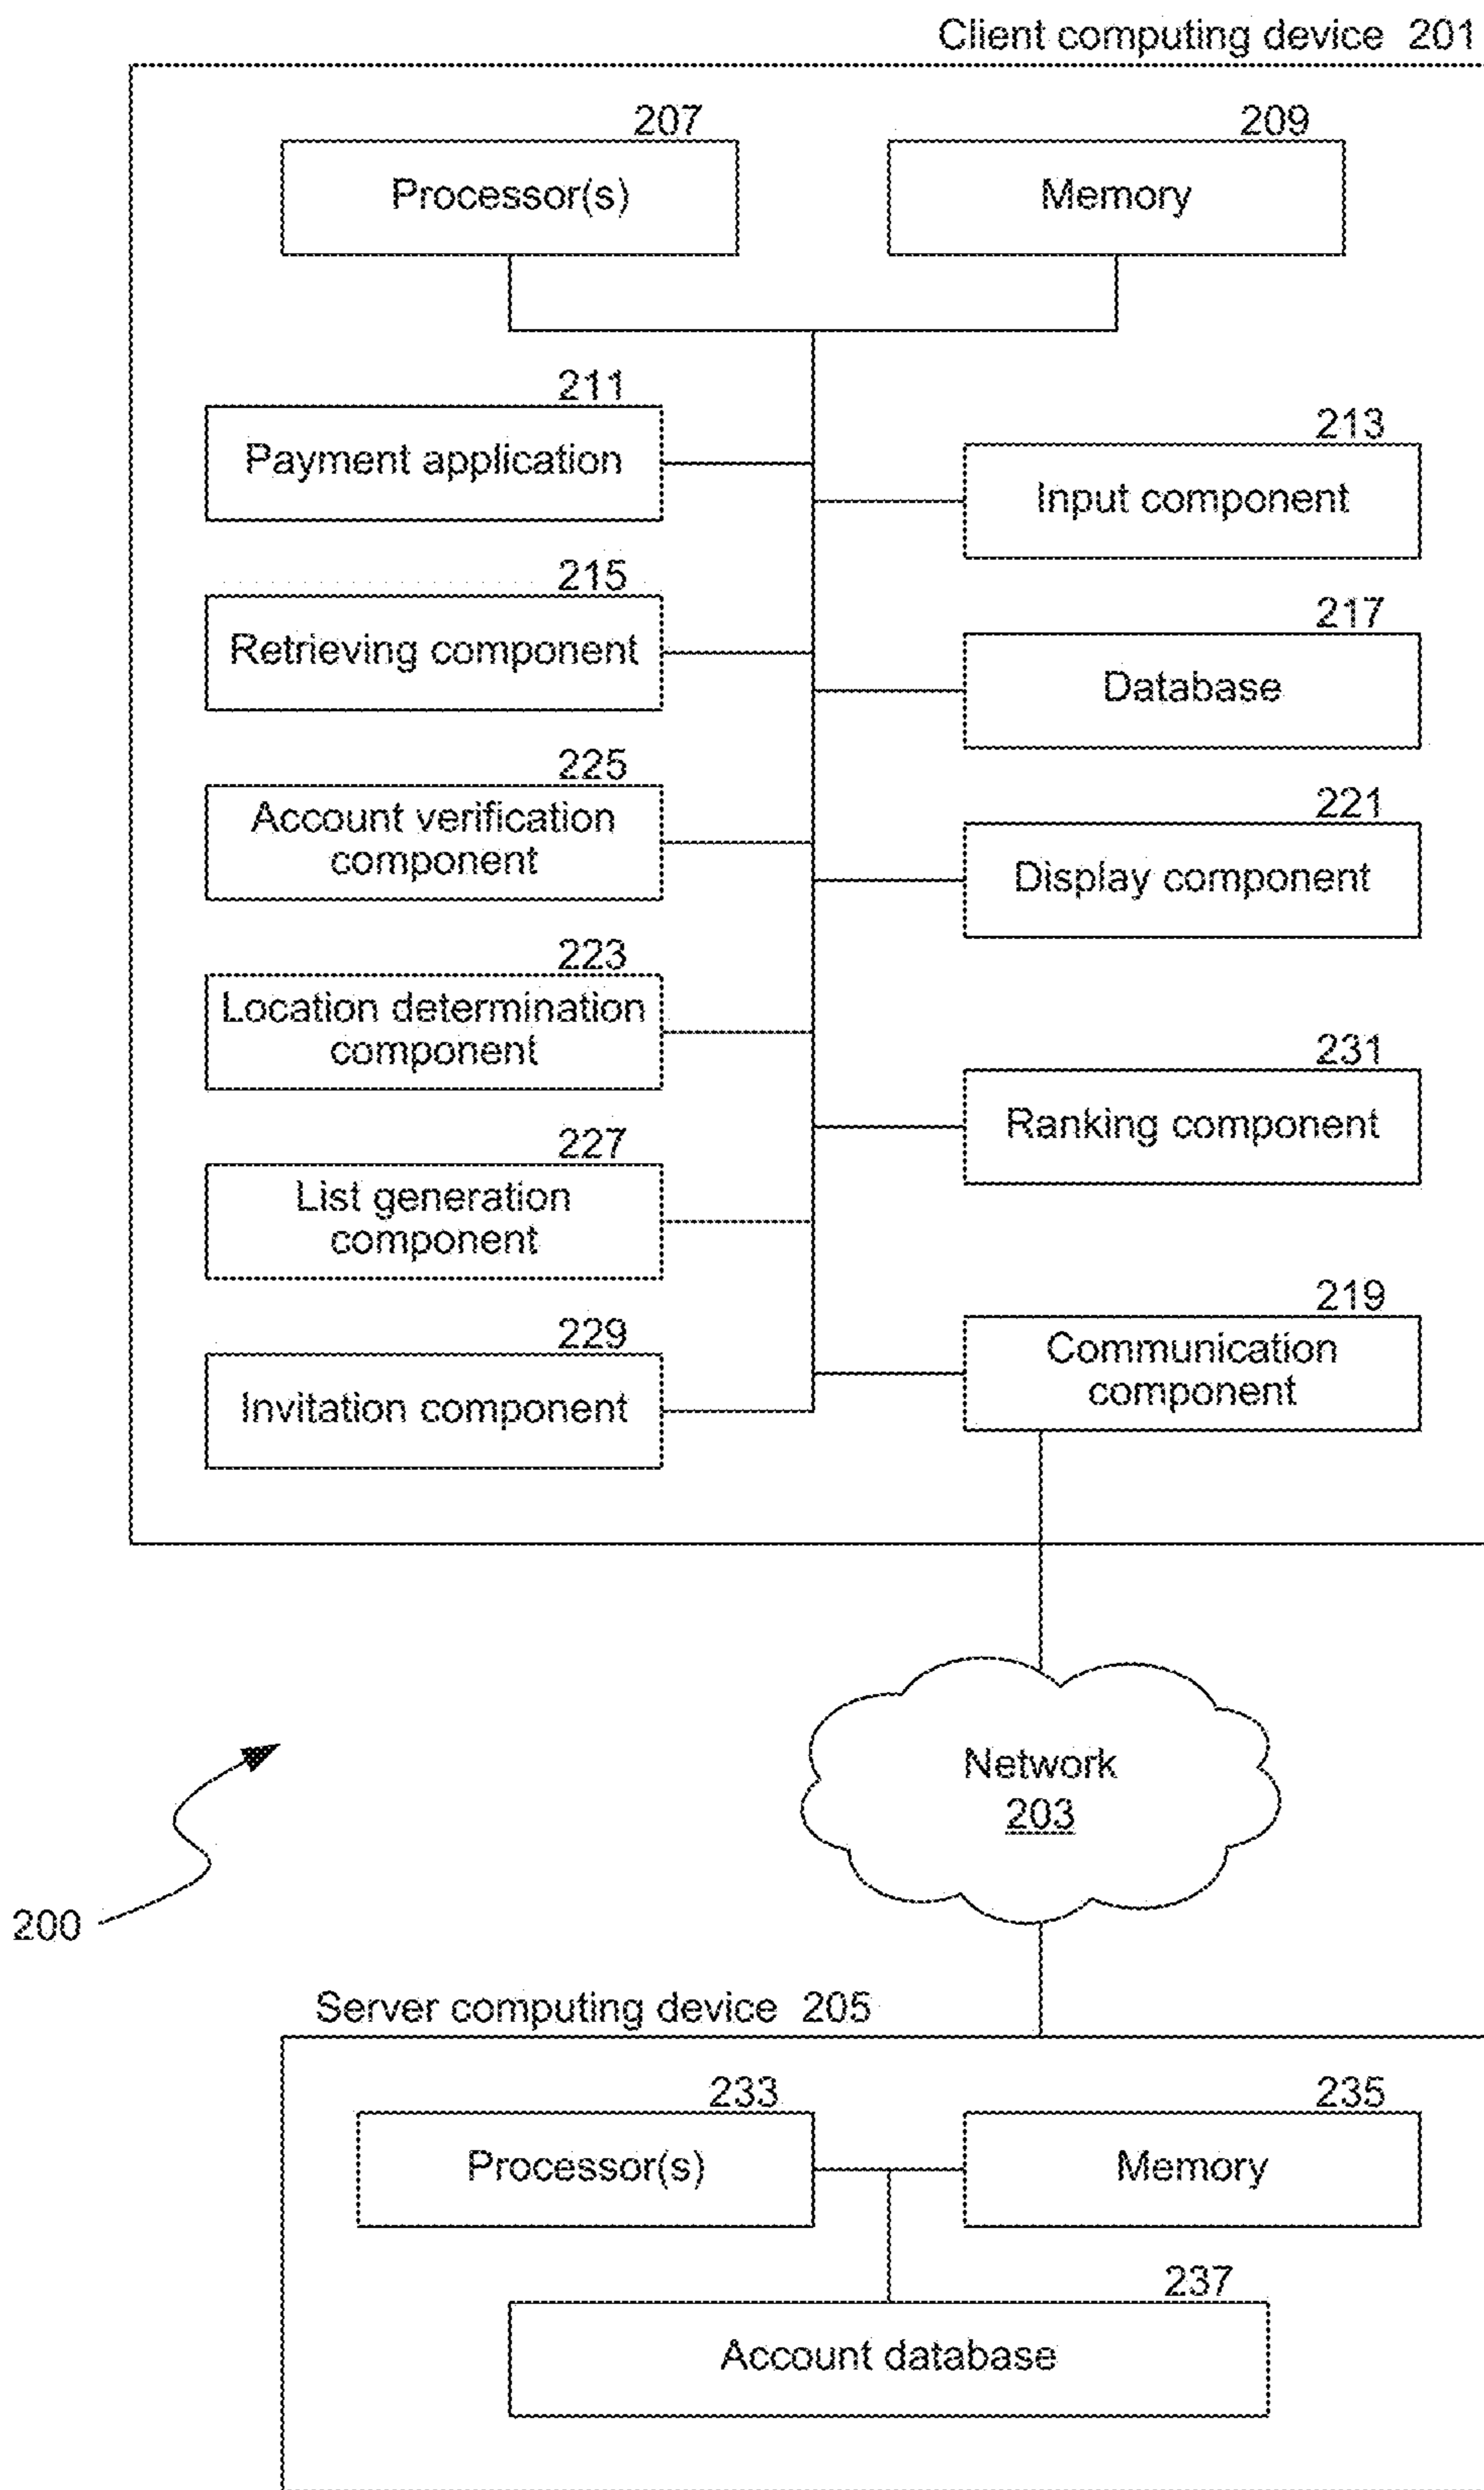 Client computing device 201
207
Processor(s)
209
Memory
211
Payment application
213
Input component
215
Retrieving component
217
Database
225
Account verification
component
221
Display component
223
Location determination
component
231
Ranking component
227
List generation
component
219
Communication
component
229
Invitation component
Network
203
200
Server computing device 205
233
Processor(s)
235
Memory
237
Account database